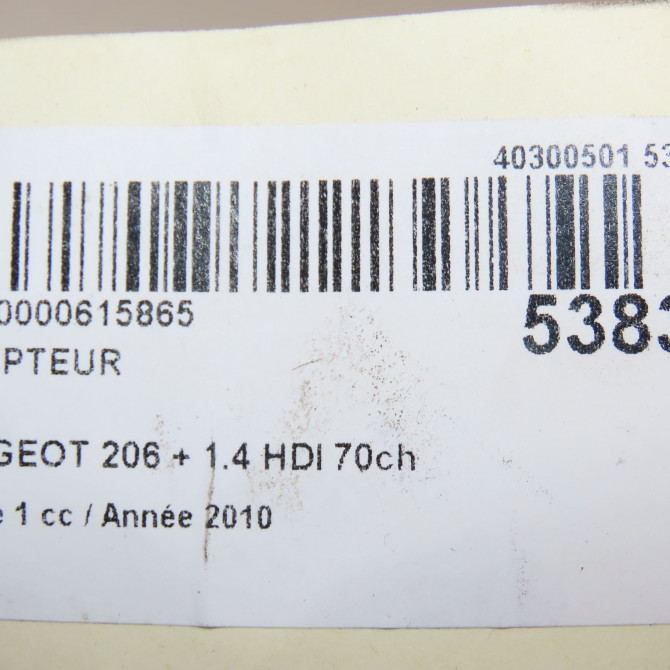 40300501 53
0000615865
5383
PTEUR
GEOT 206 + 1.4 HDI 70ch
e 1 cc / Année 2010